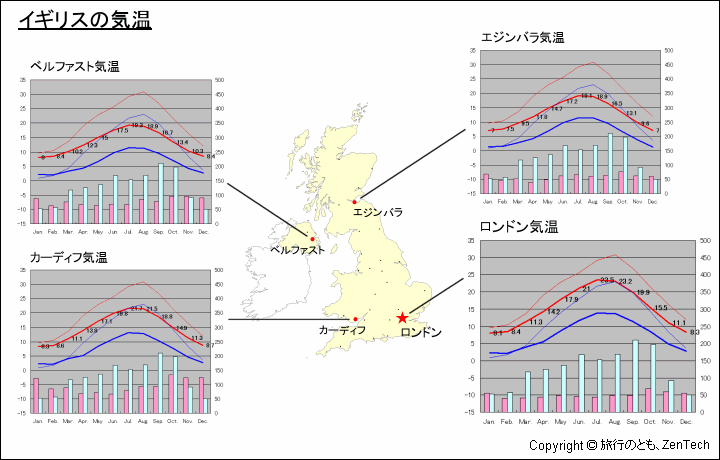 イギリスの気温
ベルファスト気温
35 30 25 20 15 10 5 0 -5 -10 -15
500 450 400 350 300 250 200 150 100 50 0
8 8.4 10.2 12.3 15 17.5 19.3 18.9 16.7 13.4 10.3 8.4
Jan. Feb. Mar. Apr. May. Jun. Jul. Aug. Sep. Oct. Nov. Dec.
エジンバラ気温
35 30 25 20 15 10 5 0 -5 -10 -15
500 450 400 350 300 250 200 150 100 50 0
7 7.5 9.5 11.8 14.7 17.2 19.1 18.9 16.5 13.1 9.6 7
Jan. Feb. Mar. Apr. May. Jun. Jul. Aug. Sep. Oct. Nov. Dec.
エジンバラ
ベルファスト
カーディフ
ロンドン
カーディフ気温
35 30 25 20 15 10 5 0 -5 -10 -15
500 450 400 350 300 250 200 150 100 50 0
8.3 8.6 11.1 13.8 17.1 19.8 21.7 21.5 18.8 14.9 11.3 8.7
Jan. Feb. Mar. Apr. May. Jun. Jul. Aug. Sep. Oct. Nov. Dec.
ロンドン気温
35 30 25 20 15 10 5 0 -5 -10 -15
500 450 400 350 300 250 200 150 100 50 0
8.1 8.4 11.3 14.2 17.9 21 23.5 23.2 19.9 15.5 11.1 8.3
Jan. Feb. Mar. Apr. May. Jun. Jul. Aug. Sep. Oct. Nov. Dec.
Copyright © 旅行のとも、ZenTech